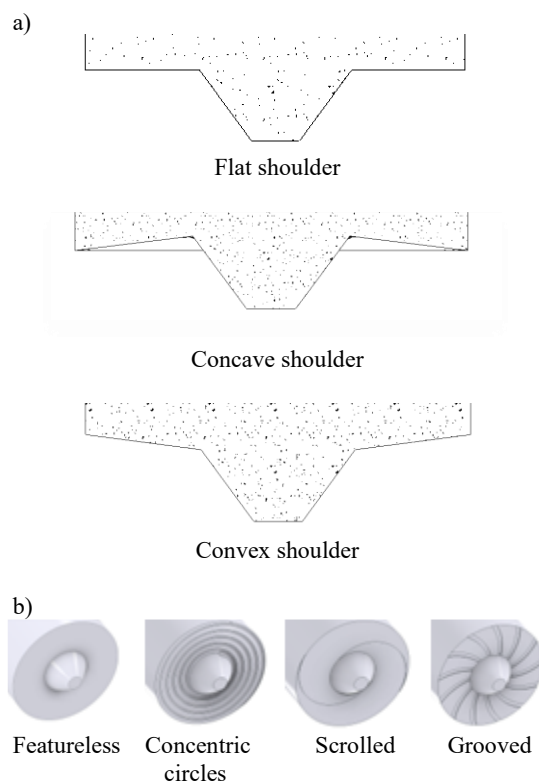 a)
Flat shoulder
Concave shoulder
Convex shoulder
b)
Featureless Concentric Scrolled Grooved
circles